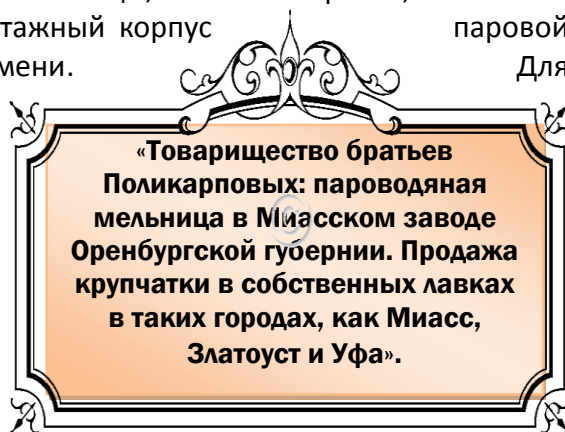 тажный корпус паровой
мени. Для
«Товарищество братьев
Поликарповых: пароводяная
мельница в Миасском заводе
Оренбургской губернии. Продажа
крупчатки в собственных лавках
в таких городах, как Миасс,
Златоуст и Уфа».